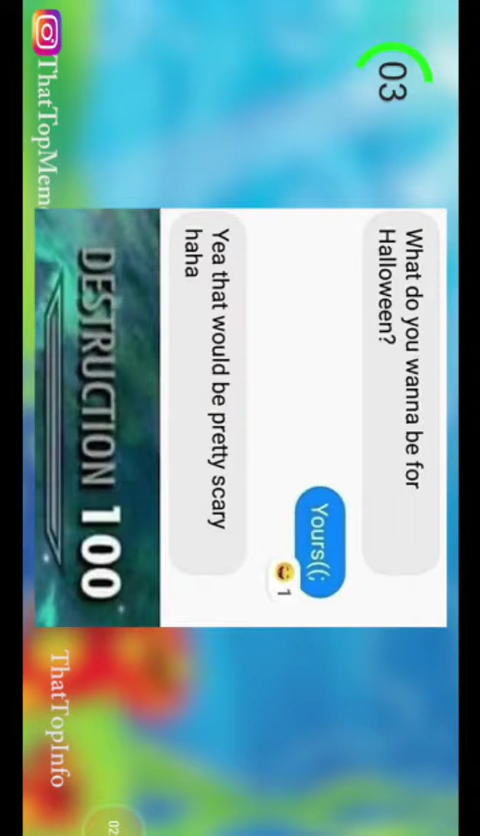 03
ThatTopMem
What do you wanna be for
Halloween?
Yours((;
1
Yea that would be pretty scary
haha
DESTRUCTION 100
ThatTopInfo
02